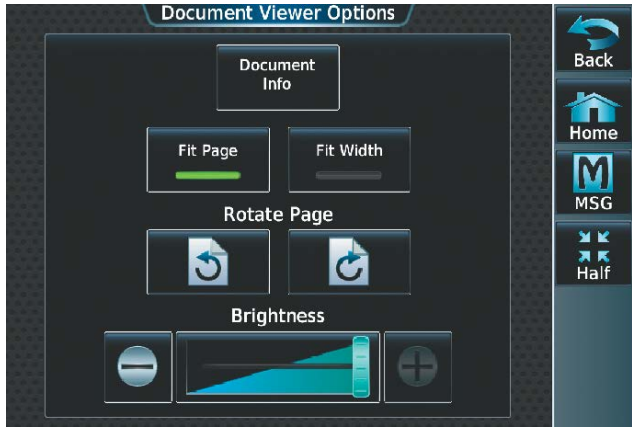 Document Viewer Options
Document
Info
Fit Page
Fit Width
Rotate Page
Brightness
Back
Home
MSG
Half